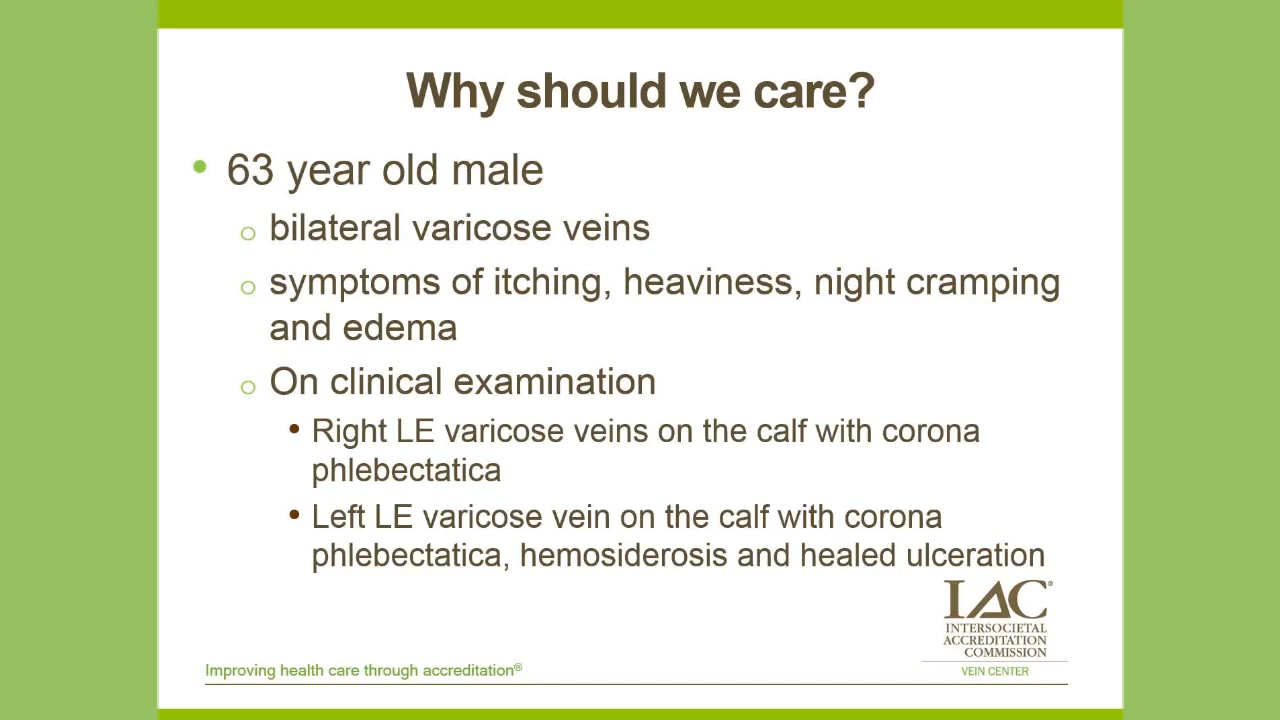 Why should we care?
• 63 year old male
o bilateral varicose veins
o symptoms of itching, heaviness, night cramping
and edema
o On clinical examination
• Right LE varicose veins on the calf with corona
phlebectatica
• Left LE varicose vein on the calf with corona
phlebectatica, hemosiderosis and healed ulceration
IAC®
INTERSOCIETAL
ACCREDITATION
COMMISSION
VEIN CENTER
Improving health care through accreditation®